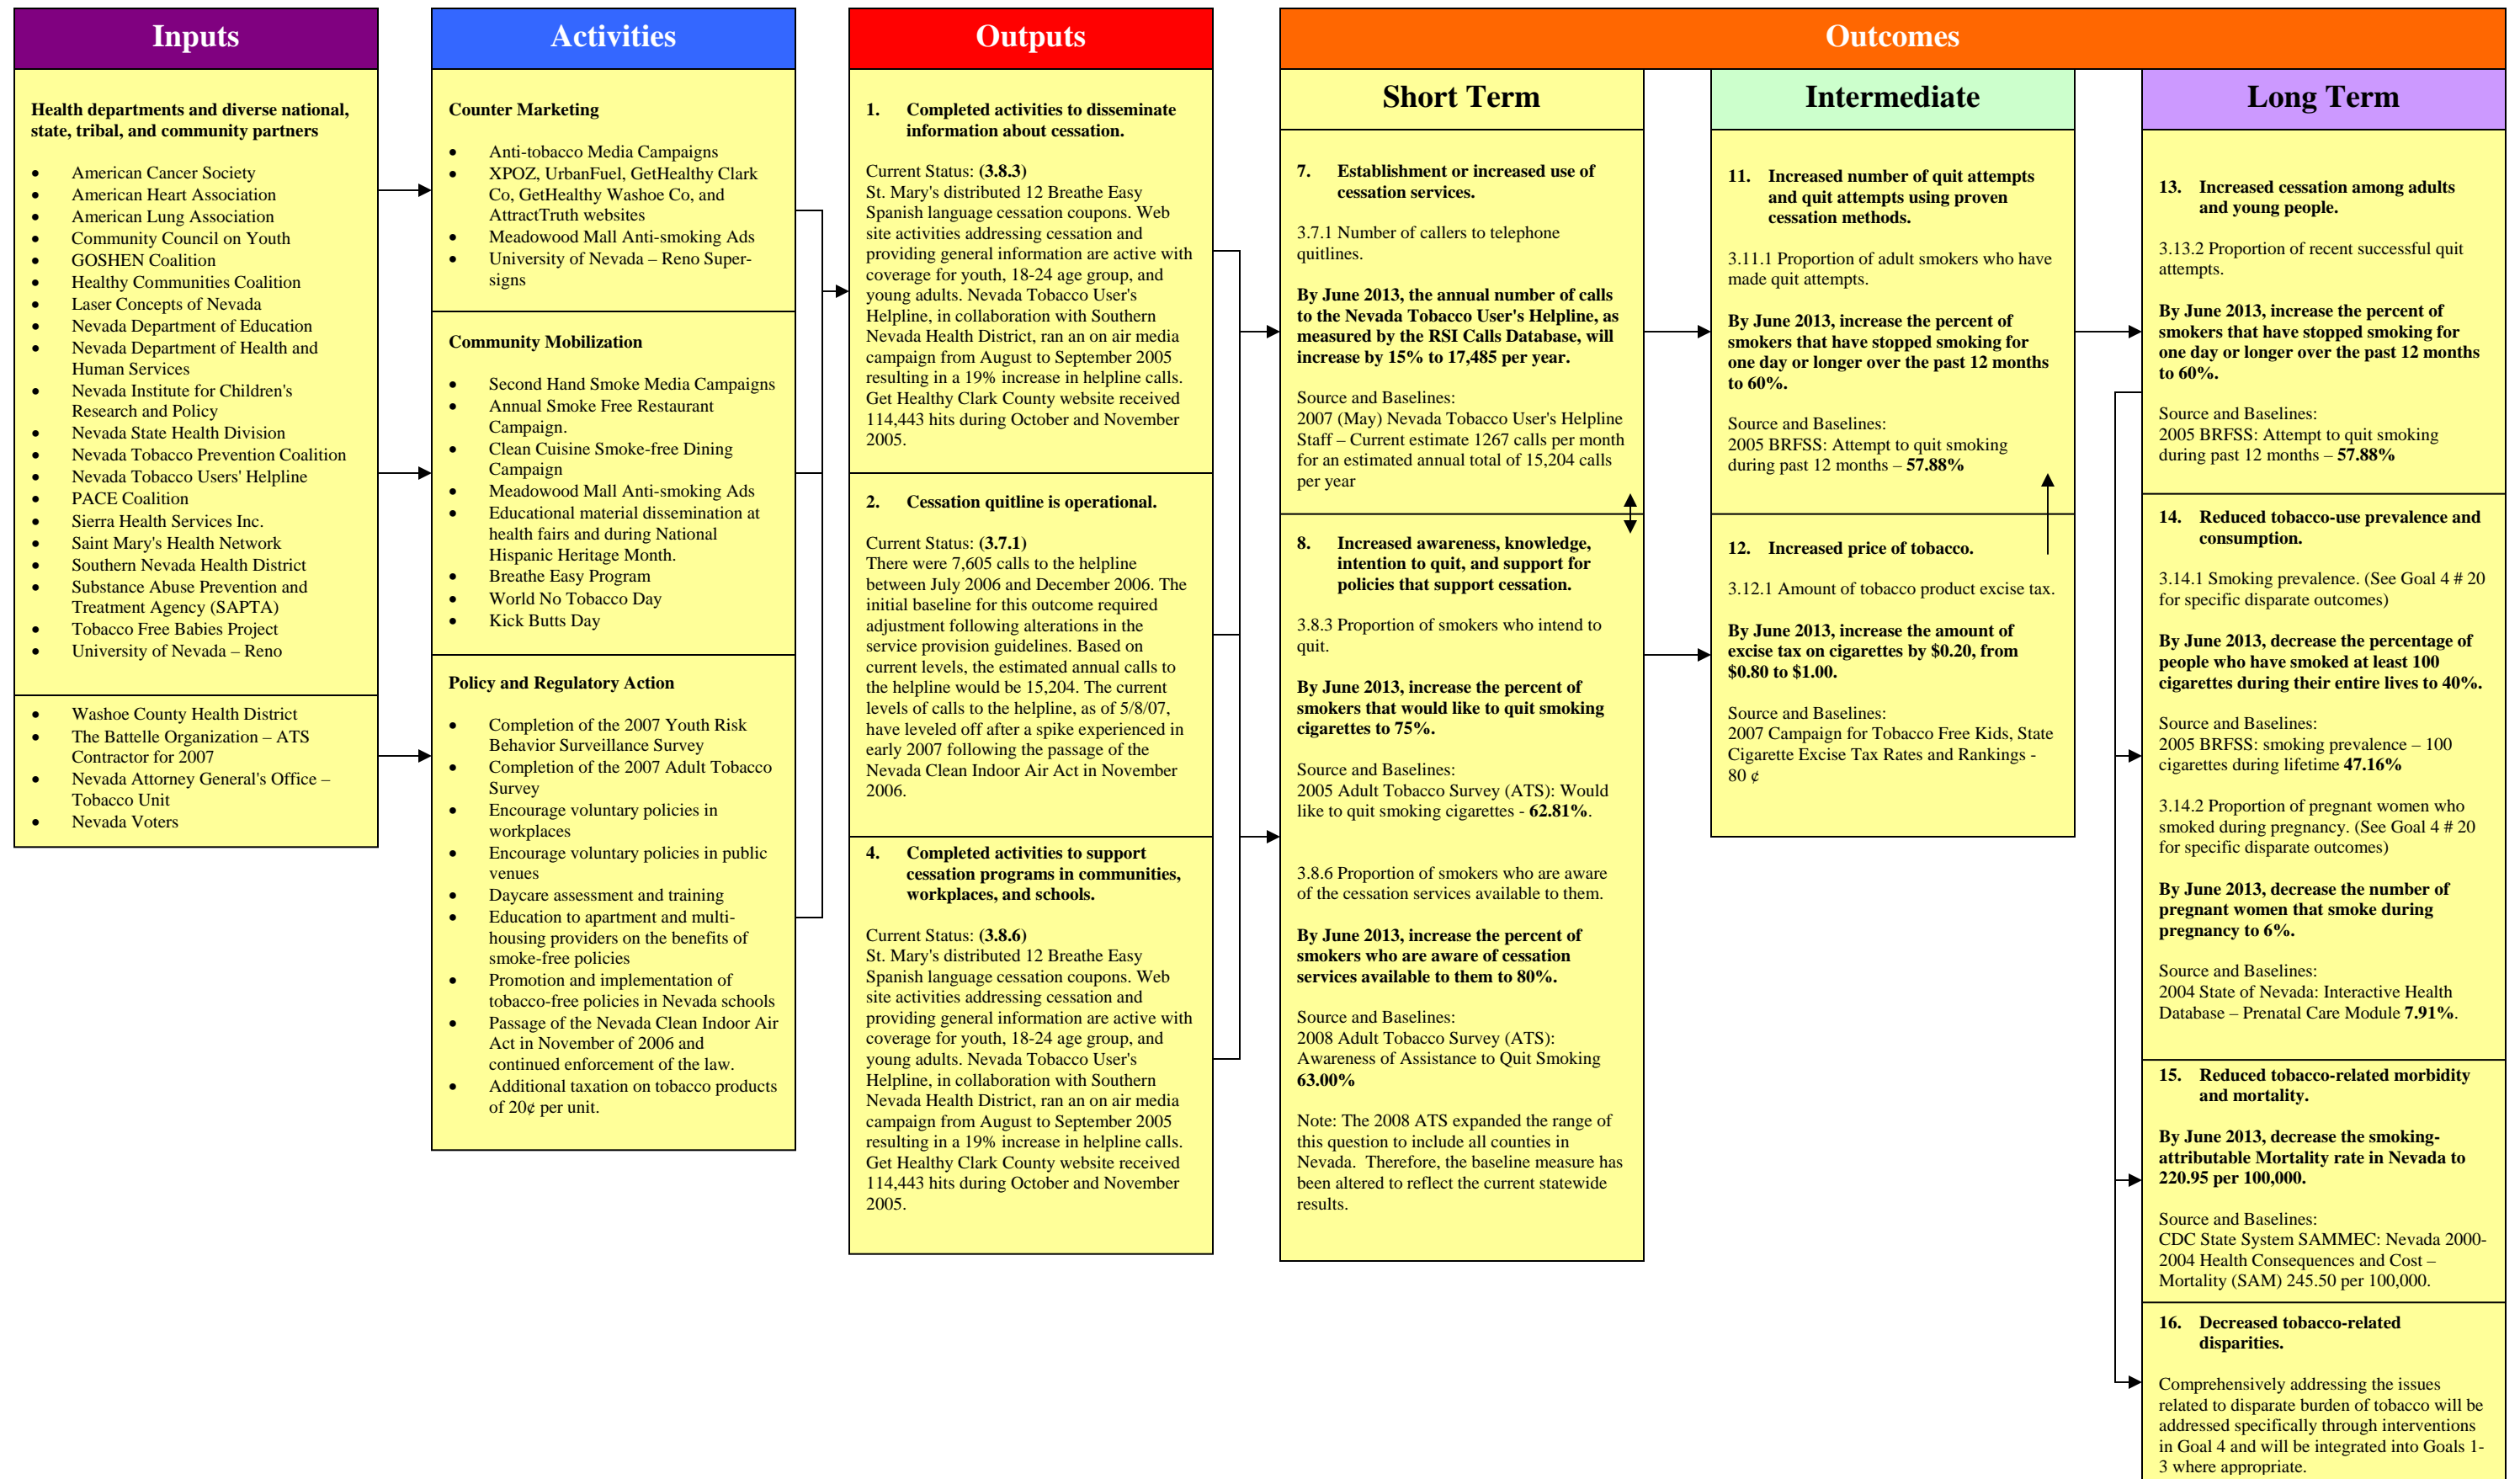 Inputs
Health departments and diverse national,
state, tribal, and community partners
• American Cancer Society
• American Heart Association
• American Lung Association
• Community Council on Youth
• GOSHEN Coalition
• Healthy Communities Coalition
• Laser Concepts of Nevada
• Nevada Department of Education
• Nevada Department of Health and
Human Services
• Nevada Institute for Children's
Research and Policy
• Nevada State Health Division
• Nevada Tobacco Prevention Coalition
• Nevada Tobacco Users' Helpline
• PACE Coalition
• Sierra Health Services Inc.
• Saint Mary's Health Network
• Southern Nevada Health District
• Substance Abuse Prevention and
Treatment Agency (SAPTA)
• Tobacco Free Babies Project
• University of Nevada – Reno
• Washoe County Health District
• The Battelle Organization – ATS
Contractor for 2007
• Nevada Attorney General's Office –
Tobacco Unit
• Nevada Voters
Activities
Counter Marketing
• Anti-tobacco Media Campaigns
• XPOZ, UrbanFuel, GetHealthy Clark
Co, GetHealthy Washoe Co, and
AttractTruth websites
• Meadowood Mall Anti-smoking Ads
• University of Nevada – Reno Super-
signs
Community Mobilization
• Second Hand Smoke Media Campaigns
• Annual Smoke Free Restaurant
Campaign.
• Clean Cuisine Smoke-free Dining
Campaign
• Meadowood Mall Anti-smoking Ads
• Educational material dissemination at
health fairs and during National
Hispanic Heritage Month.
• Breathe Easy Program
• World No Tobacco Day
• Kick Butts Day
Policy and Regulatory Action
• Completion of the 2007 Youth Risk
Behavior Surveillance Survey
• Completion of the 2007 Adult Tobacco
Survey
• Encourage voluntary policies in
workplaces
• Encourage voluntary policies in public
venues
• Daycare assessment and training
• Education to apartment and multi-
housing providers on the benefits of
smoke-free policies
• Promotion and implementation of
tobacco-free policies in Nevada schools
• Passage of the Nevada Clean Indoor Air
Act in November of 2006 and
continued enforcement of the law.
• Additional taxation on tobacco products
of 20¢ per unit.
Outputs
1. Completed activities to disseminate
information about cessation.
Current Status: (3.8.3)
St. Mary's distributed 12 Breathe Easy
Spanish language cessation coupons. Web
site activities addressing cessation and
providing general information are active with
coverage for youth, 18-24 age group, and
young adults. Nevada Tobacco User's
Helpline, in collaboration with Southern
Nevada Health District, ran an on air media
campaign from August to September 2005
resulting in a 19% increase in helpline calls.
Get Healthy Clark County website received
114,443 hits during October and November
2005.
2. Cessation quitline is operational.
Current Status: (3.7.1)
There were 7,605 calls to the helpline
between July 2006 and December 2006. The
initial baseline for this outcome required
adjustment following alterations in the
service provision guidelines. Based on
current levels, the estimated annual calls to
the helpline would be 15,204. The current
levels of calls to the helpline, as of 5/8/07,
have leveled off after a spike experienced in
early 2007 following the passage of the
Nevada Clean Indoor Air Act in November
2006.
4. Completed activities to support
cessation programs in communities,
workplaces, and schools.
Current Status: (3.8.6)
St. Mary's distributed 12 Breathe Easy
Spanish language cessation coupons. Web
site activities addressing cessation and
providing general information are active with
coverage for youth, 18-24 age group, and
young adults. Nevada Tobacco User's
Helpline, in collaboration with Southern
Nevada Health District, ran an on air media
campaign from August to September 2005
resulting in a 19% increase in helpline calls.
Get Healthy Clark County website received
114,443 hits during October and November
2005.
Outcomes
Short Term
7. Establishment or increased use of
cessation services.
3.7.1 Number of callers to telephone
quitlines.
By June 2013, the annual number of calls
to the Nevada Tobacco User's Helpline, as
measured by the RSI Calls Database, will
increase by 15% to 17,485 per year.
Source and Baselines:
2007 (May) Nevada Tobacco User's Helpline
Staff – Current estimate 1267 calls per month
for an estimated annual total of 15,204 calls
per year
8. Increased awareness, knowledge,
intention to quit, and support for
policies that support cessation.
3.8.3 Proportion of smokers who intend to
quit.
By June 2013, increase the percent of
smokers that would like to quit smoking
cigarettes to 75%.
Source and Baselines:
2005 Adult Tobacco Survey (ATS): Would
like to quit smoking cigarettes - 62.81%.
3.8.6 Proportion of smokers who are aware
of the cessation services available to them.
By June 2013, increase the percent of
smokers who are aware of cessation
services available to them to 80%.
Source and Baselines:
2008 Adult Tobacco Survey (ATS):
Awareness of Assistance to Quit Smoking
63.00%
Note: The 2008 ATS expanded the range of
this question to include all counties in
Nevada. Therefore, the baseline measure has
been altered to reflect the current statewide
results.
Intermediate
11. Increased number of quit attempts
and quit attempts using proven
cessation methods.
3.11.1 Proportion of adult smokers who have
made quit attempts.
By June 2013, increase the percent of
smokers that have stopped smoking for
one day or longer over the past 12 months
to 60%.
Source and Baselines:
2005 BRFSS: Attempt to quit smoking
during past 12 months – 57.88%
12. Increased price of tobacco.
3.12.1 Amount of tobacco product excise tax.
By June 2013, increase the amount of
excise tax on cigarettes by $0.20, from
$0.80 to $1.00.
Source and Baselines:
2007 Campaign for Tobacco Free Kids, State
Cigarette Excise Tax Rates and Rankings -
80 ¢
Long Term
13. Increased cessation among adults
and young people.
3.13.2 Proportion of recent successful quit
attempts.
By June 2013, increase the percent of
smokers that have stopped smoking for
one day or longer over the past 12 months
to 60%.
Source and Baselines:
2005 BRFSS: Attempt to quit smoking
during past 12 months – 57.88%
14. Reduced tobacco-use prevalence and
consumption.
3.14.1 Smoking prevalence. (See Goal 4 # 20
for specific disparate outcomes)
By June 2013, decrease the percentage of
people who have smoked at least 100
cigarettes during their entire lives to 40%.
Source and Baselines:
2005 BRFSS: smoking prevalence – 100
cigarettes during lifetime 47.16%
3.14.2 Proportion of pregnant women who
smoked during pregnancy. (See Goal 4 # 20
for specific disparate outcomes)
By June 2013, decrease the number of
pregnant women that smoke during
pregnancy to 6%.
Source and Baselines:
2004 State of Nevada: Interactive Health
Database – Prenatal Care Module 7.91%.
15. Reduced tobacco-related morbidity
and mortality.
By June 2013, decrease the smoking-
attributable Mortality rate in Nevada to
220.95 per 100,000.
Source and Baselines:
CDC State System SAMMEC: Nevada 2000-
2004 Health Consequences and Cost –
Mortality (SAM) 245.50 per 100,000.
16. Decreased tobacco-related
disparities.
Comprehensively addressing the issues
related to disparate burden of tobacco will be
addressed specifically through interventions
in Goal 4 and will be integrated into Goals 1-
3 where appropriate.